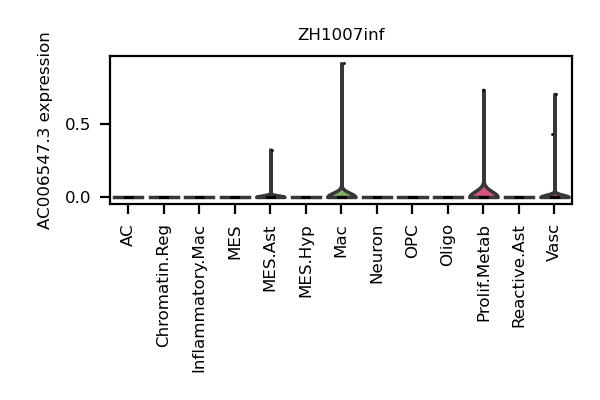 ZH1007inf
AC006547.3 expression
0.5
0.0
AC
Chromatin.Reg
Inflammatory.Mac
MES
MES.Ast
MES.Hyp
Mac
Neuron
OPC
Oligo
Prolif.Metab
Reactive.Ast
Vasc